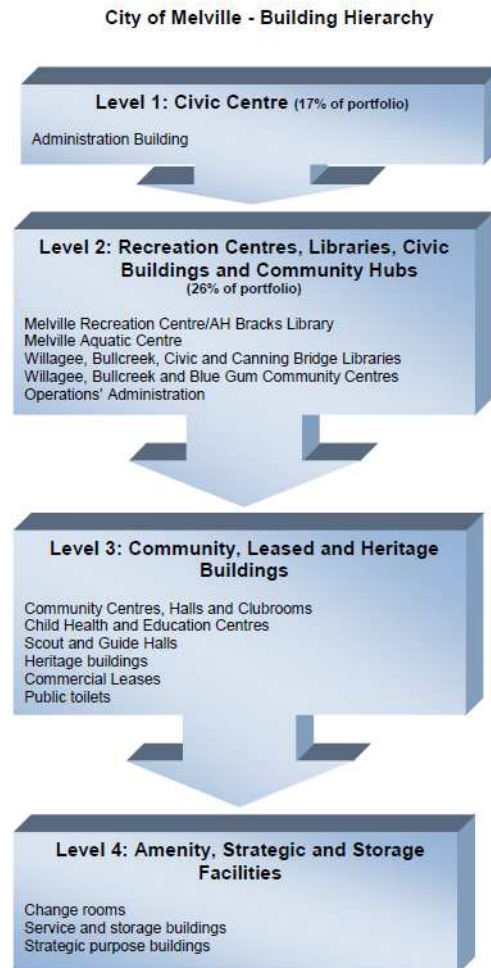 City of Melville - Building Hierarchy
Level 1: Civic Centre (17% of portfolio)
Administration Building
Level 2: Recreation Centres, Libraries, Civic
Buildings and Community Hubs
(26% of portfolio)
Melville Recreation Centre/AH Bracks Library
Melville Aquatic Centre
Willagee, Bullcreek, Civic and Canning Bridge Libraries
Willagee, Bullcreek and Blue Gum Community Centres
Operations' Administration
Level 3: Community, Leased and Heritage
Buildings
Community Centres, Halls and Clubrooms
Child Health and Education Centres
Scout and Guide Halls
Heritage buildings
Commercial Leases
Public toilets
Level 4: Amenity, Strategic and Storage
Facilities
Change rooms
Service and storage buildings
Strategic purpose buildings